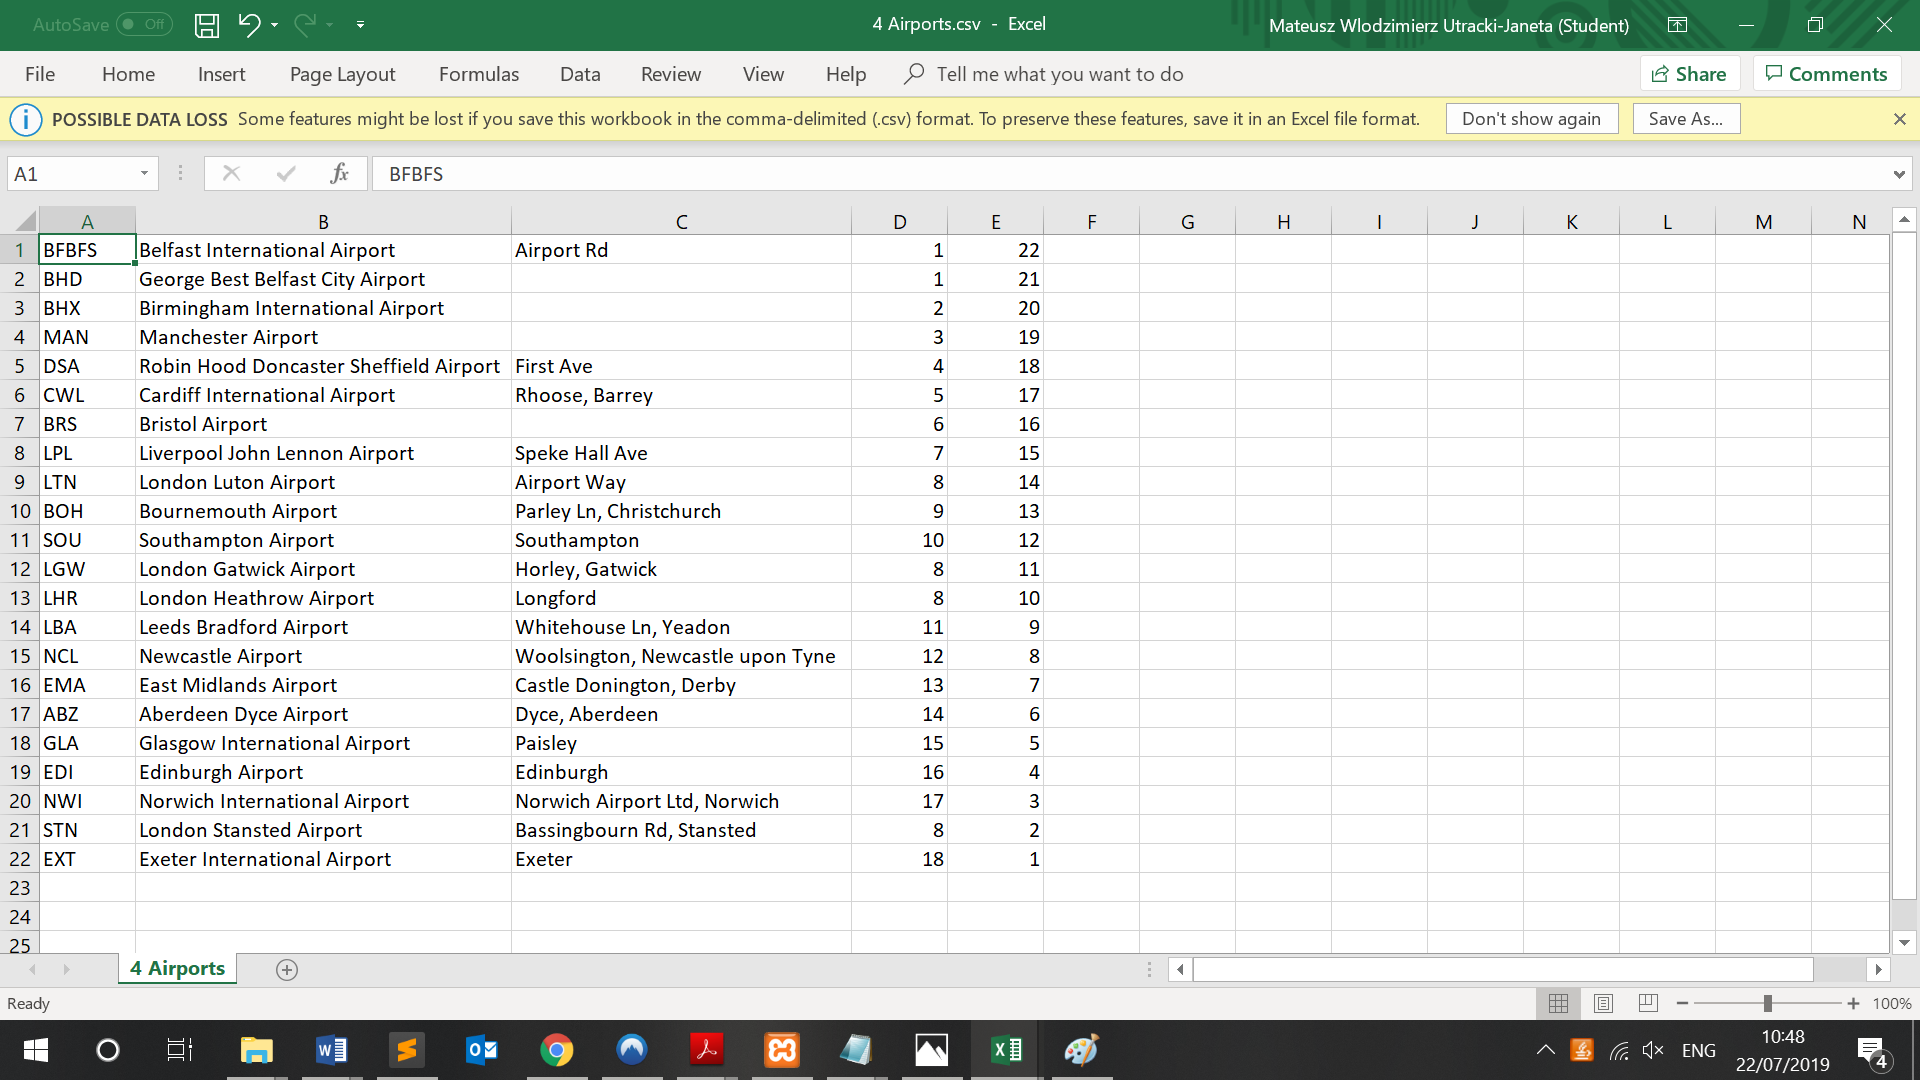 AutoSave Off 4 Airports.csv - Excel Mateusz Wlodzimierz Utracki-Janeta (Student)
File Home Insert Page Layout Formulas Data Review View Help Tell me what you want to do Share Comments
POSSIBLE DATA LOSS Some features might be lost if you save this workbook in the comma-delimited (.csv) format. To preserve these features, save it in an Excel file format. Don't show again Save As...
A1 fx BFBFS
A B C D E F G H I J K L M N
1 BFBFS Belfast International Airport Airport Rd 1 22
2 BHD George Best Belfast City Airport 1 21
3 BHX Birmingham International Airport 2 20
4 MAN Manchester Airport 3 19
5 DSA Robin Hood Doncaster Sheffield Airport First Ave 4 18
6 CWL Cardiff International Airport Rhoose, Barrey 5 17
7 BRS Bristol Airport 6 16
8 LPL Liverpool John Lennon Airport Speke Hall Ave 7 15
9 LTN London Luton Airport Airport Way 8 14
10 BOH Bournemouth Airport Parley Ln, Christchurch 9 13
11 SOU Southampton Airport Southampton 10 12
12 LGW London Gatwick Airport Horley, Gatwick 8 11
13 LHR London Heathrow Airport Longford 8 10
14 LBA Leeds Bradford Airport Whitehouse Ln, Yeadon 11 9
15 NCL Newcastle Airport Woolsington, Newcastle upon Tyne 12 8
16 EMA East Midlands Airport Castle Donington, Derby 13 7
17 ABZ Aberdeen Dyce Airport Dyce, Aberdeen 14 6
18 GLA Glasgow International Airport Paisley 15 5
19 EDI Edinburgh Airport Edinburgh 16 4
20 NWI Norwich International Airport Norwich Airport Ltd, Norwich 17 3
21 STN London Stansted Airport Bassingbourn Rd, Stansted 8 2
22 EXT Exeter International Airport Exeter 18 1
23
24
25
4 Airports
Ready 100%
ENG 10:48 4
22/07/2019